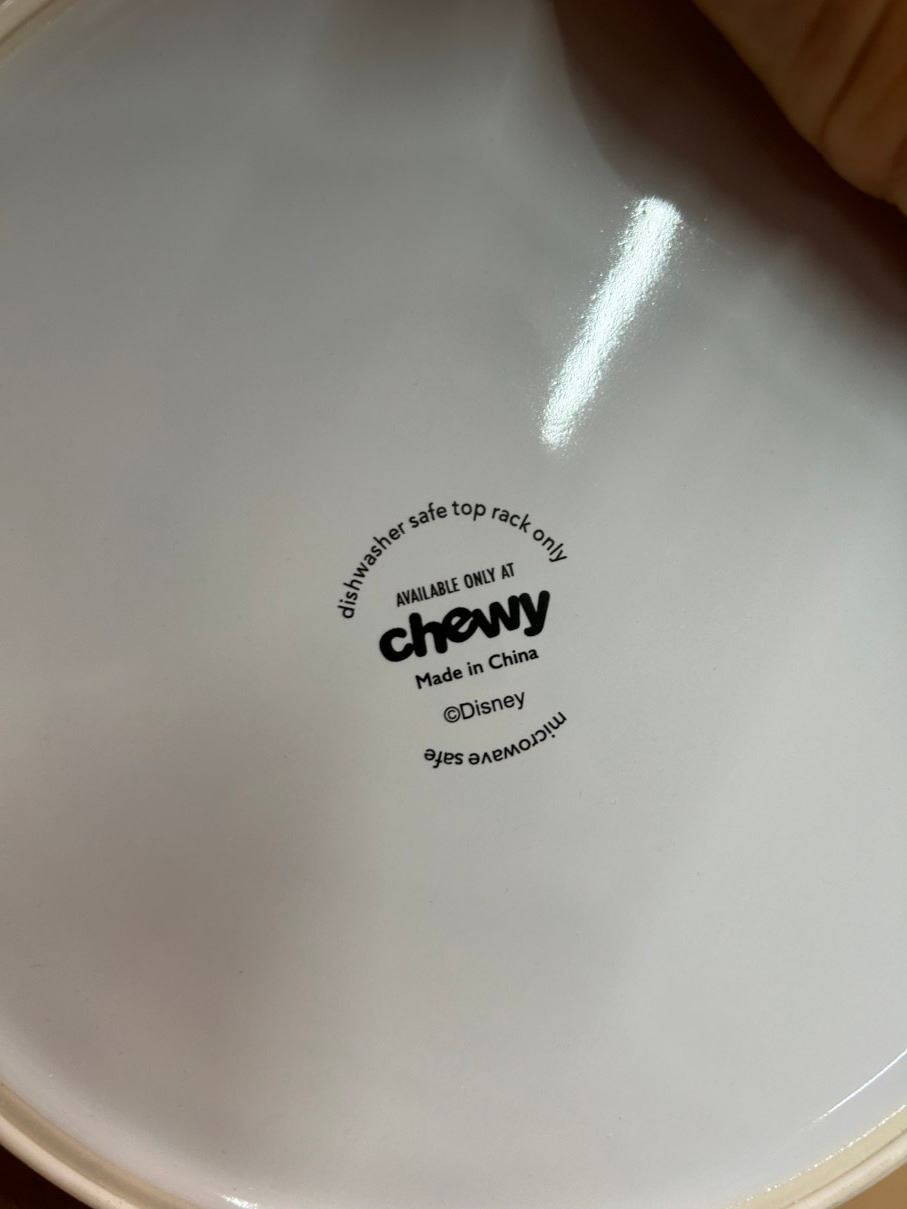 dishwasher safe top rack only
AVAILABLE ONLY AT
chewy
Made in China
©Disney
microwave safe